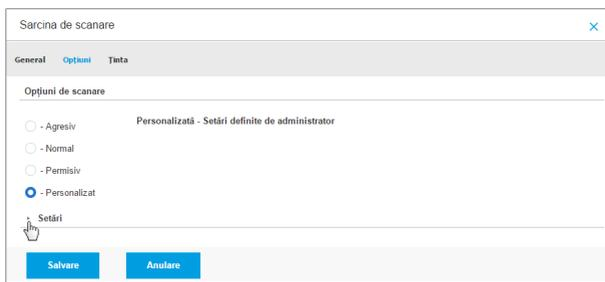 Sarcina de scanare
General Opțiuni Ținta
Opțiuni de scanare
- Agresiv
Personalizată - Setări definite de administrator
- Normal
- Permisiv
- Personalizat
Setări
Salvare Anulare